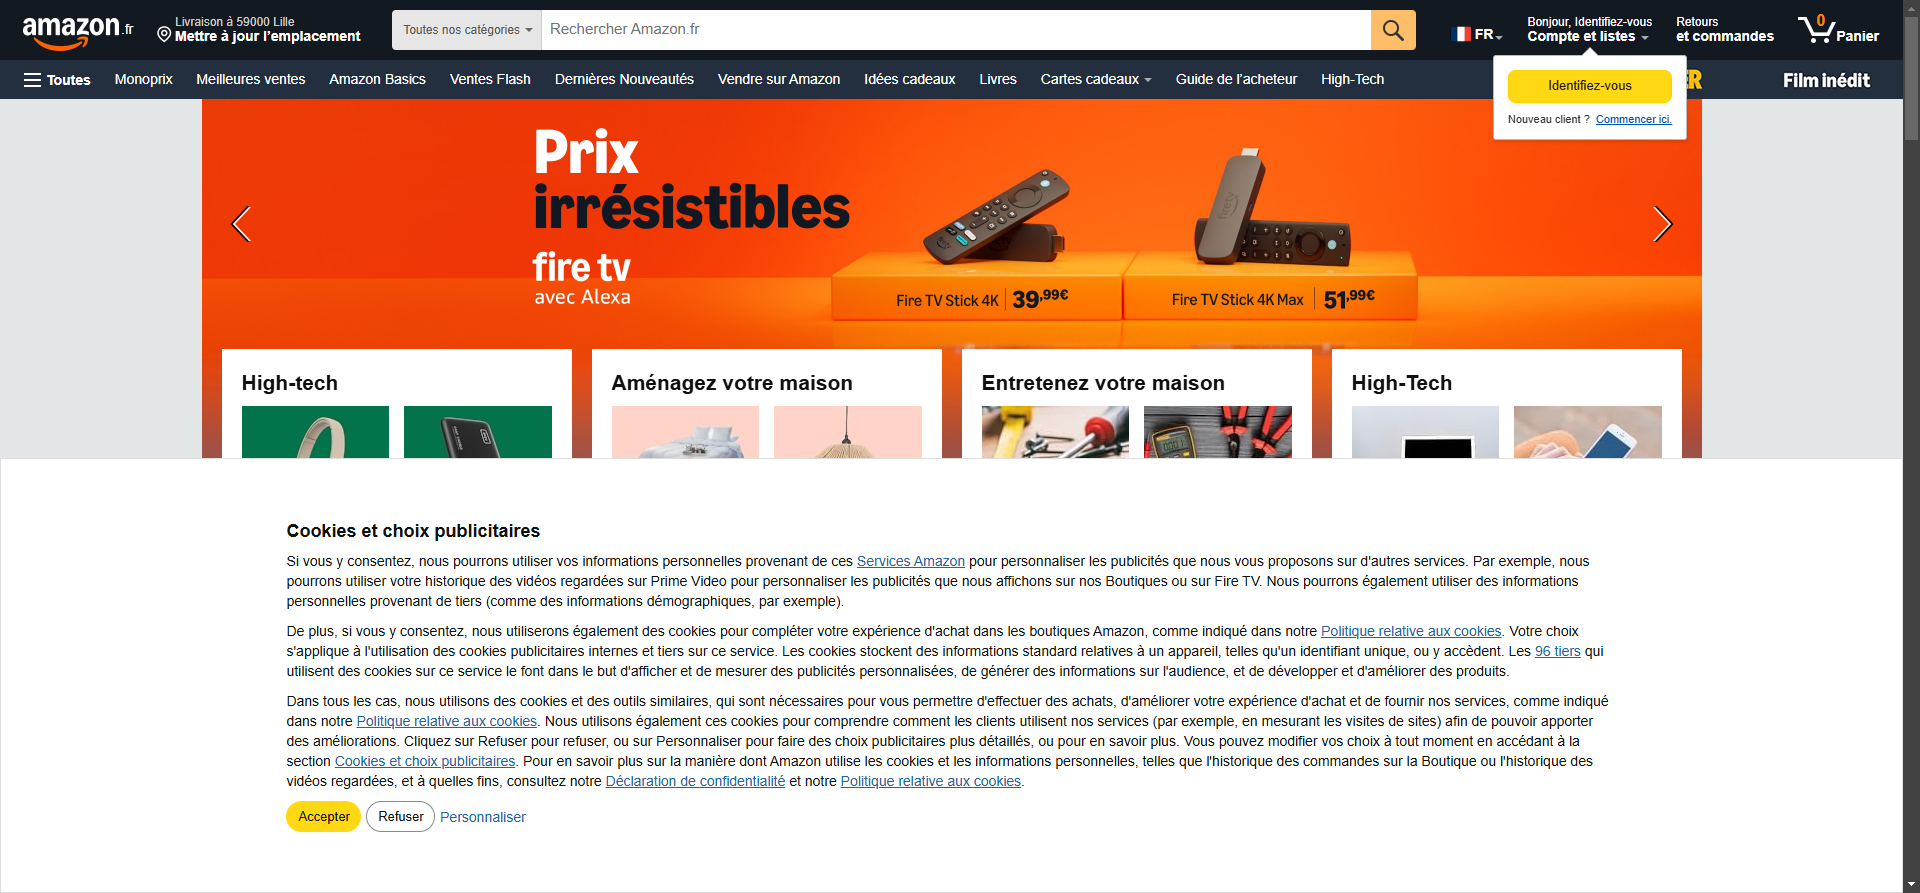 amazon.fr
Livraison à 59000 Lille
Mettre à jour l'emplacement
Toutes nos catégories
Rechercher Amazon.fr
FR
Bonjour, Identifiez-vous
Compte et listes
Retours
et commandes
0
Panier
Toutes
Monoprix
Meilleures ventes
Amazon Basics
Ventes Flash
Dernières Nouveautés
Vendre sur Amazon
Idées cadeaux
Livres
Cartes cadeaux
Guide de l'acheteur
High-Tech
Film inédit
Identifiez-vous
Nouveau client ? Commencer ici.
Prix
irrésistibles
fire tv
avec Alexa
Fire TV Stick 4K 39,99€
Fire TV Stick 4K Max 51,99€
High-tech
Aménagez votre maison
Entretenez votre maison
High-Tech
Cookies et choix publicitaires
Si vous y consentez, nous pourrons utiliser vos informations personnelles provenant de ces Services Amazon pour personnaliser les publicités que nous vous proposons sur d'autres services. Par exemple, nous
pourrons utiliser votre historique des vidéos regardées sur Prime Video pour personnaliser les publicités que nous affichons sur nos Boutiques ou sur Fire TV. Nous pourrons également utiliser des informations
personnelles provenant de tiers (comme des informations démographiques, par exemple).
De plus, si vous y consentez, nous utiliserons également des cookies pour compléter votre expérience d'achat dans les boutiques Amazon, comme indiqué dans notre Politique relative aux cookies. Votre choix
s'applique à l'utilisation des cookies publicitaires internes et tiers sur ce service. Les cookies stockent des informations standard relatives à un appareil, telles qu'un identifiant unique, ou y accèdent. Les 96 tiers qui
utilisent des cookies sur ce service le font dans le but d'afficher et de mesurer des publicités personnalisées, de générer des informations sur l'audience, et de développer et d'améliorer des produits.
Dans tous les cas, nous utilisons des cookies et des outils similaires, qui sont nécessaires pour vous permettre d'effectuer des achats, d'améliorer votre expérience d'achat et de fournir nos services, comme indiqué
dans notre Politique relative aux cookies. Nous utilisons également ces cookies pour comprendre comment les clients utilisent nos services (par exemple, en mesurant les visites de sites) afin de pouvoir apporter
des améliorations. Cliquez sur Refuser pour refuser, ou sur Personnaliser pour faire des choix publicitaires plus détaillés, ou pour en savoir plus. Vous pouvez modifier vos choix à tout moment en accédant à la
section Cookies et choix publicitaires. Pour en savoir plus sur la manière dont Amazon utilise les cookies et les informations personnelles, telles que l'historique des commandes sur la Boutique ou l'historique des
vidéos regardées, et à quelles fins, consultez notre Déclaration de confidentialité et notre Politique relative aux cookies.
Accepter
Refuser
Personnaliser